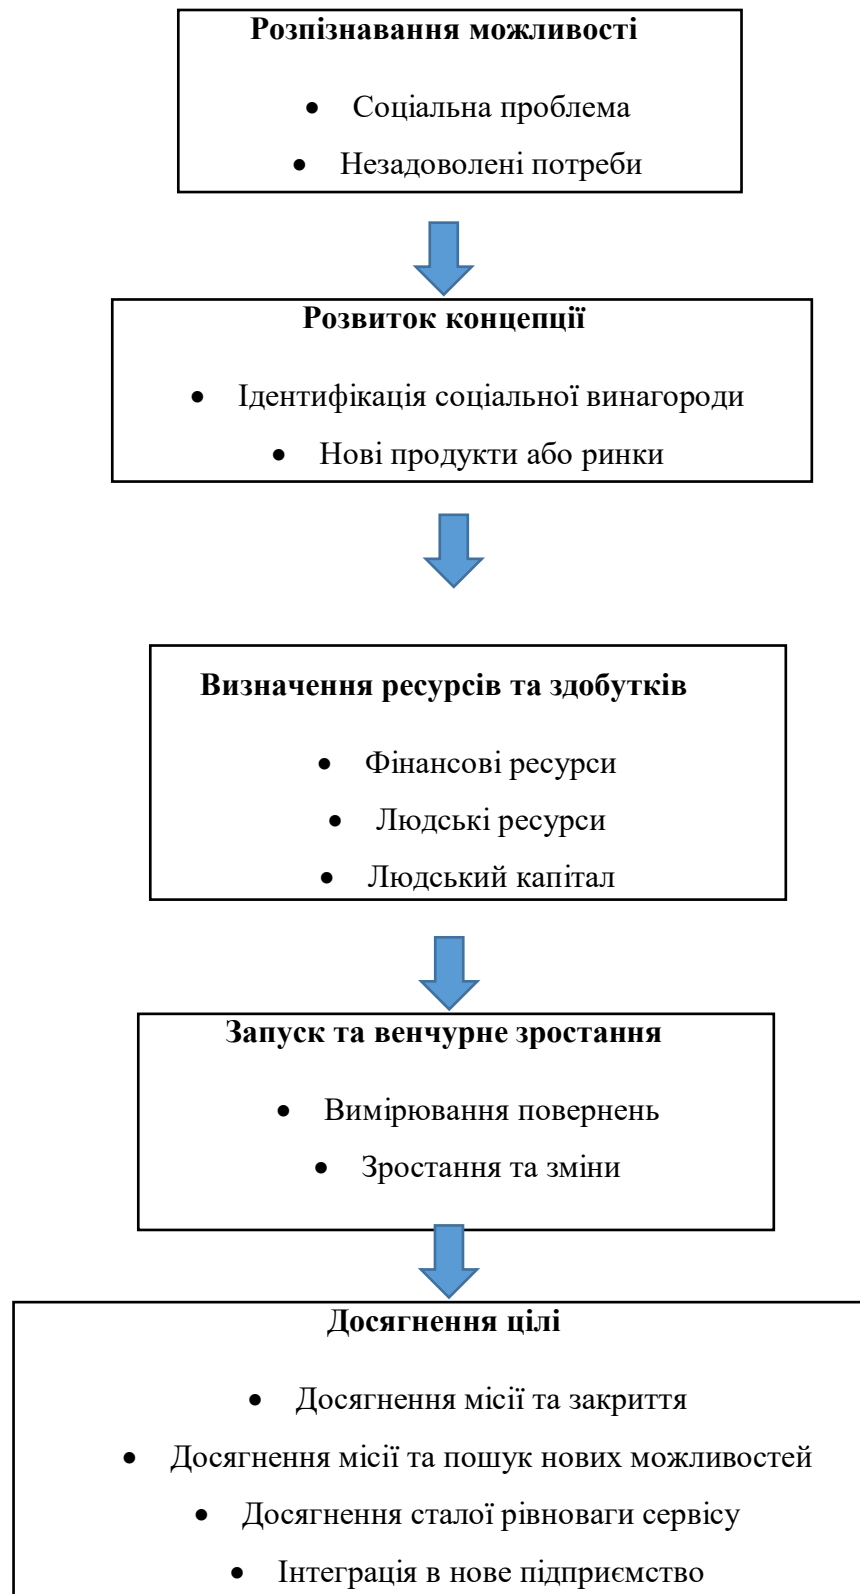 Розпізнавання можливості
• Соціальна проблема
• Незадоволені потреби
Розвиток концепції
• Ідентифікація соціальної винагороди
• Нові продукти або ринки
Визначення ресурсів та здобутків
• Фінансові ресурси
• Людські ресурси
• Людський капітал
Запуск та венчурне зростання
• Вимірювання повернень
• Зростання та зміни
Досягнення цілі
• Досягнення місії та закриття
• Досягнення місії та пошук нових можливостей
• Досягнення сталої рівноваги сервісу
• Інтеграція в нове підприємство